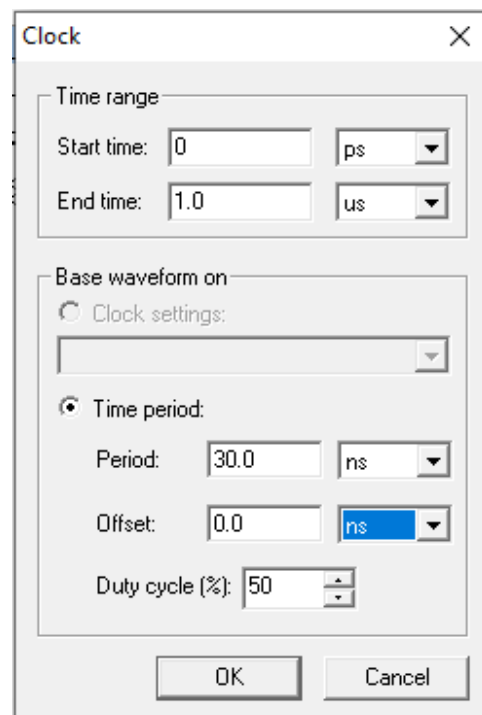 Clock
Time range
Start time: 0 ps
End time: 1.0 us
Base waveform on
Clock settings:
Time period:
Period: 30.0 ns
Offset: 0.0 ns
Duty cycle (%): 50
OK Cancel